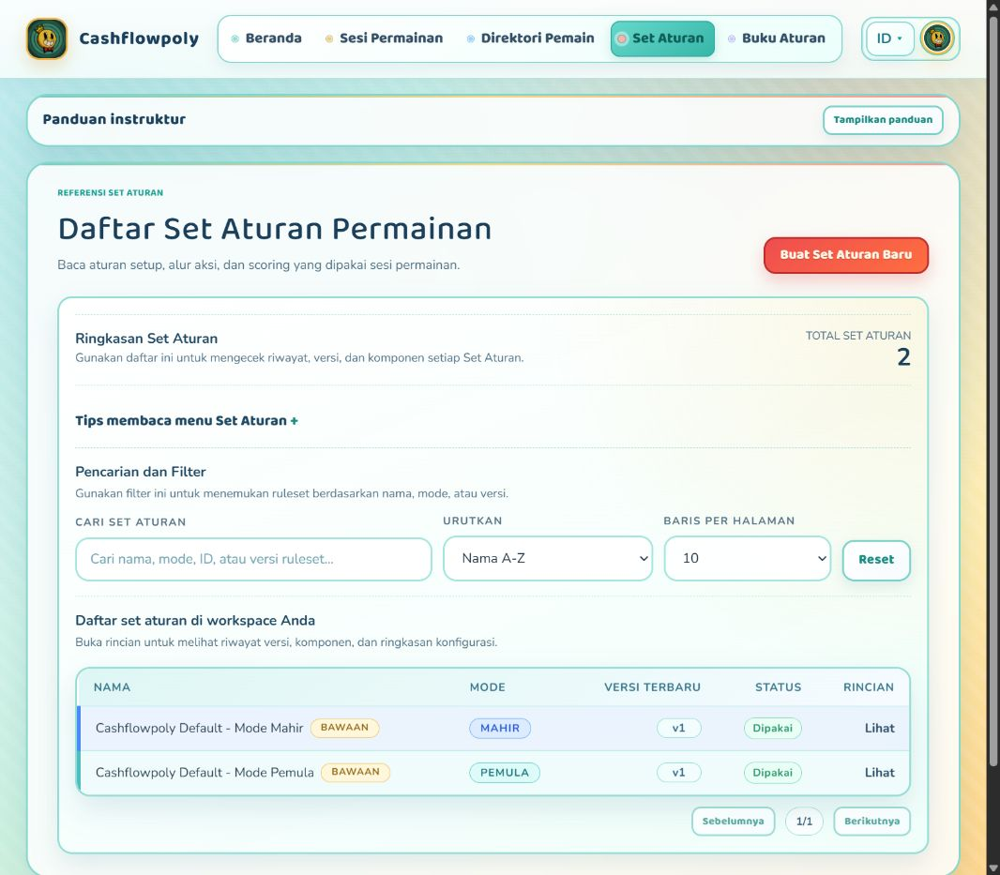 Cashflowpoly
Beranda
Sesi Permainan
Direktori Pemain
Set Aturan
Buku Aturan
ID
Panduan instruktur
Tampilkan panduan
REFERENSI SET ATURAN
Daftar Set Aturan Permainan
Baca aturan setup, alur aksi, dan scoring yang dipakai sesi permainan.
Buat Set Aturan Baru
Ringkasan Set Aturan
Gunakan daftar ini untuk mengecek riwayat, versi, dan komponen setiap Set Aturan.
TOTAL SET ATURAN
2
Tips membaca menu Set Aturan +
Pencarian dan Filter
Gunakan filter ini untuk menemukan ruleset berdasarkan nama, mode, atau versi.
CARI SET ATURAN
URUTKAN
BARIS PER HALAMAN
Cari nama, mode, ID, atau versi ruleset...
Nama A-Z
10
Reset
Daftar set aturan di workspace Anda
Buka rincian untuk melihat riwayat versi, komponen, dan ringkasan konfigurasi.
NAMA MODE VERSI TERBARU STATUS RINCIAN
Cashflowpoly Default - Mode Mahir BAWAAN MAHIR v1 Dipakai Lihat
Cashflowpoly Default - Mode Pemula BAWAAN PEMULA v1 Dipakai Lihat
Sebelumnya 1/1 Berikutnya